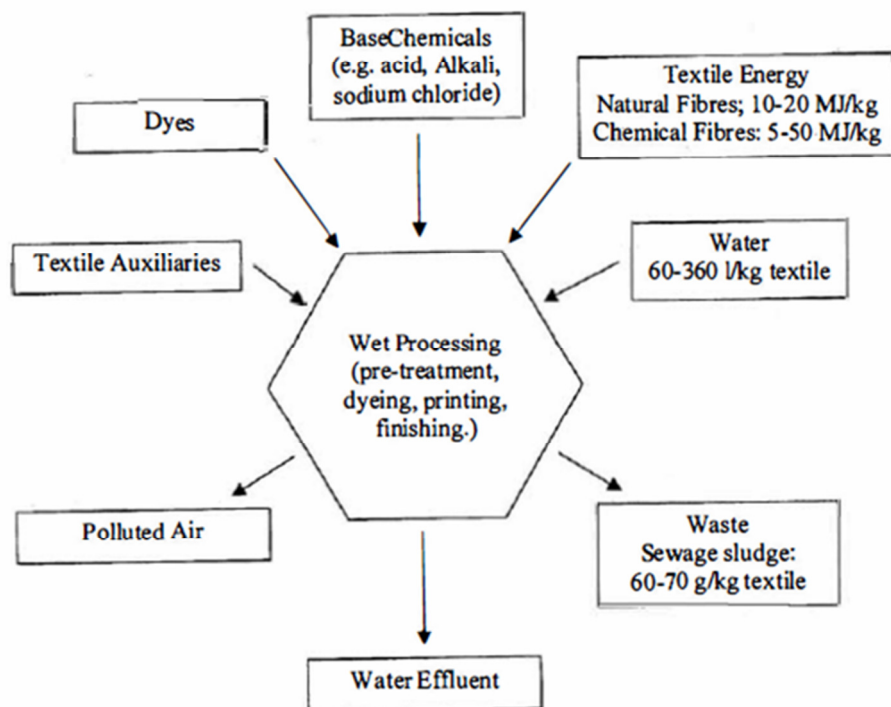 BaseChemicals
(e.g. acid, Alkali,
sodium chloride)
Textile Energy
Natural Fibres; 10-20 MJ/kg
Chemical Fibres: 5-50 MJ/kg
Dyes
Textile Auxiliaries
Water
60-360 l/kg textile
Wet Processing
(pre-treatment,
dyeing, printing,
finishing.)
Polluted Air
Waste
Sewage sludge:
60-70 g/kg textile
Water Effluent